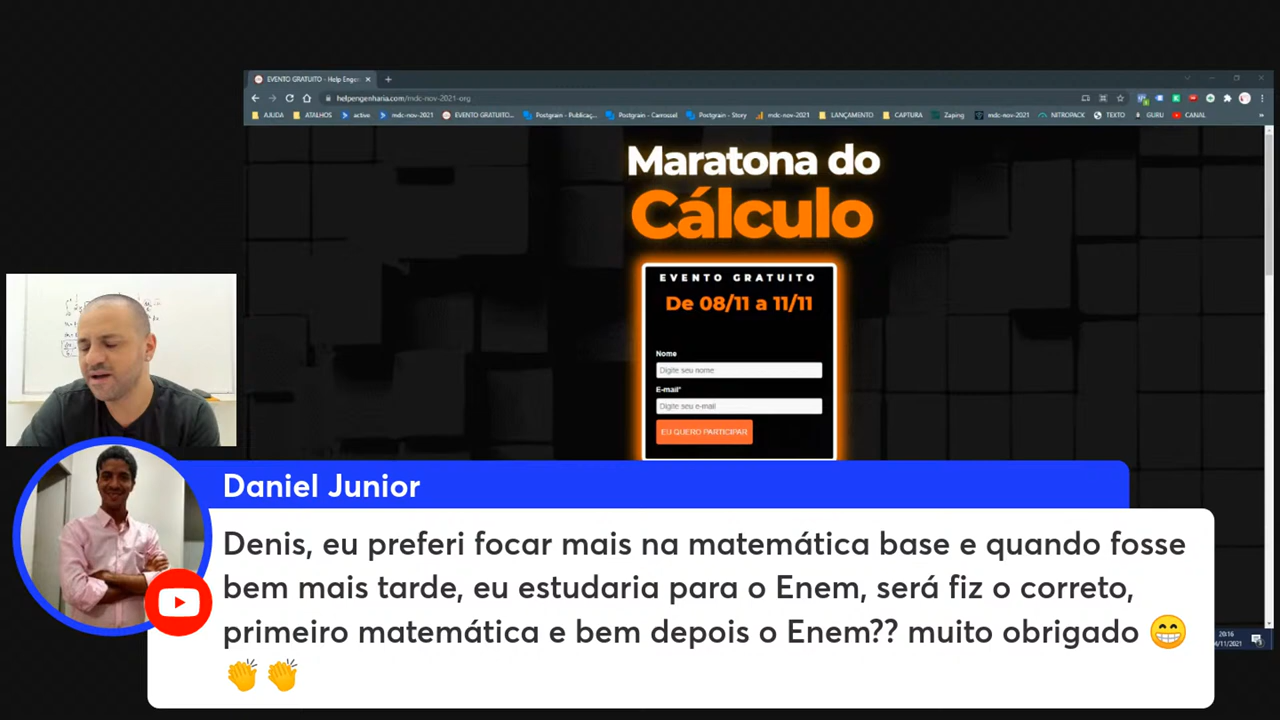 EVENTO GRATUITO - Help Engen
helpengenharia.com/mdc-nov-2021-org
AJUDA ATALHOS active mdc-nov-2021 EVENTO GRATUITO... Postgrain - Publicaç... Postgrain - Carrossel Postgrain - Story mdc-nov-2021 LANÇAMENTO CAPTURA Zaping mdc-nov-2021 NITROPACK TEXTO GURU CANAL
Maratona do
Cálculo
EVENTO GRATUITO
De 08/11 a 11/11
Nome
Digite seu nome
E-mail*
Digite seu e-mail
EU QUERO PARTICIPAR
Daniel Junior
Denis, eu preferi focar mais na matemática base e quando fosse
bem mais tarde, eu estudaria para o Enem, será fiz o correto,
primeiro matemática e bem depois o Enem?? muito obrigado 😁
👏 👏
20:16
/11/2021